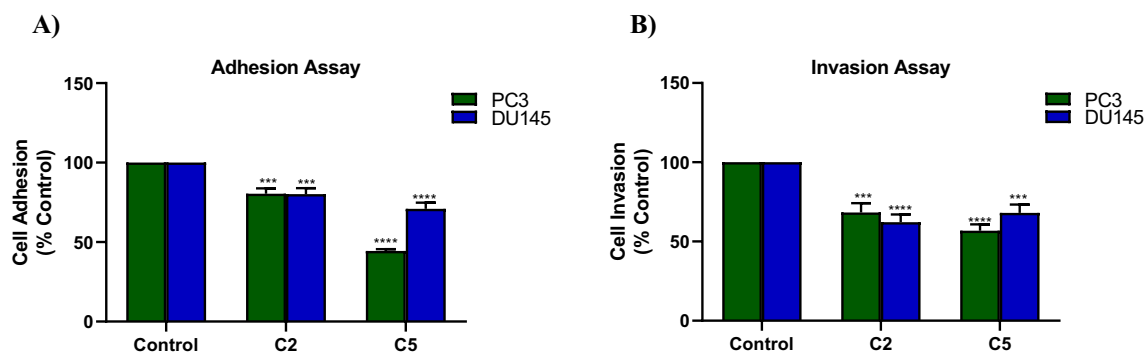 A)
Adhesion Assay
Cell Adhesion
(% Control)
150
100
50
0
*** *** **** ****
Control C2 C5
PC3
DU145
B)
Invasion Assay
Cell Invasion
(% Control)
150
100
50
0
*** **** **** ***
Control C2 C5
PC3
DU145